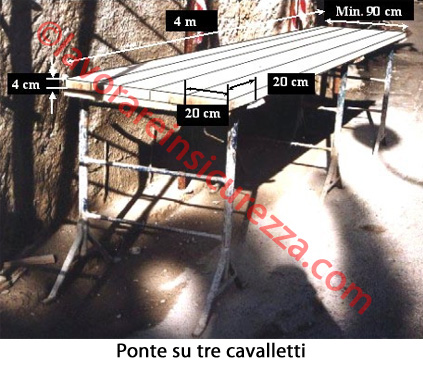 4 m
Min. 90 cm
4 cm
20 cm
20 cm
©lavorareinsicurezza.com
Ponte su tre cavalletti